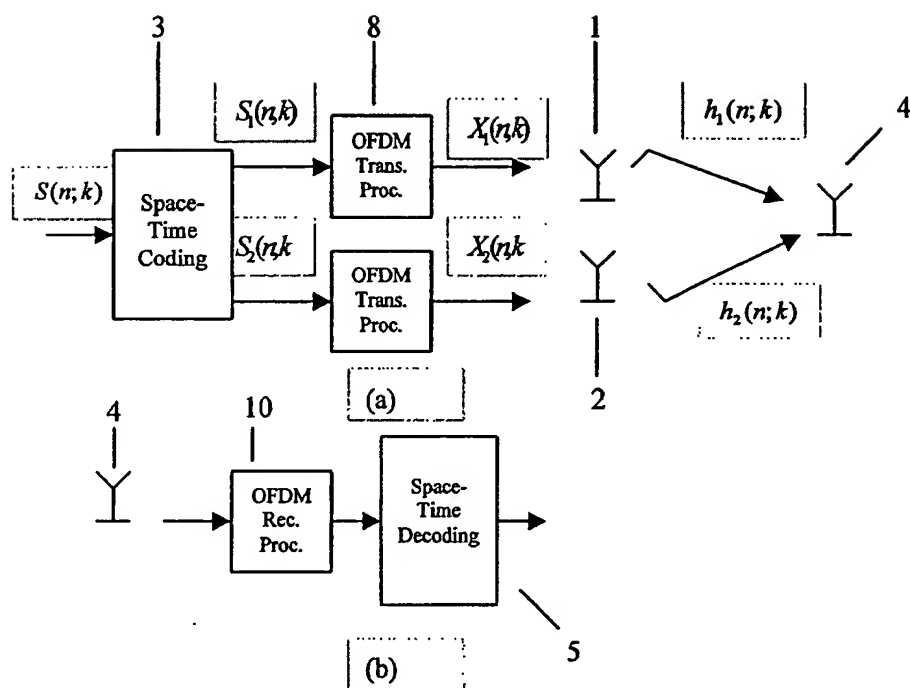 3
8
1
S₁(n,k)
OFDM
Trans.
Proc.
X₁(n,k)
h₁(n; k)
4
S(n; k)
Space-
Time
Coding
S₂(n,k
OFDM
Trans.
Proc.
X₂(n,k
h₂(n; k)
(a)
2
4
10
OFDM
Rec.
Proc.
Space-
Time
Decoding
(b)
5